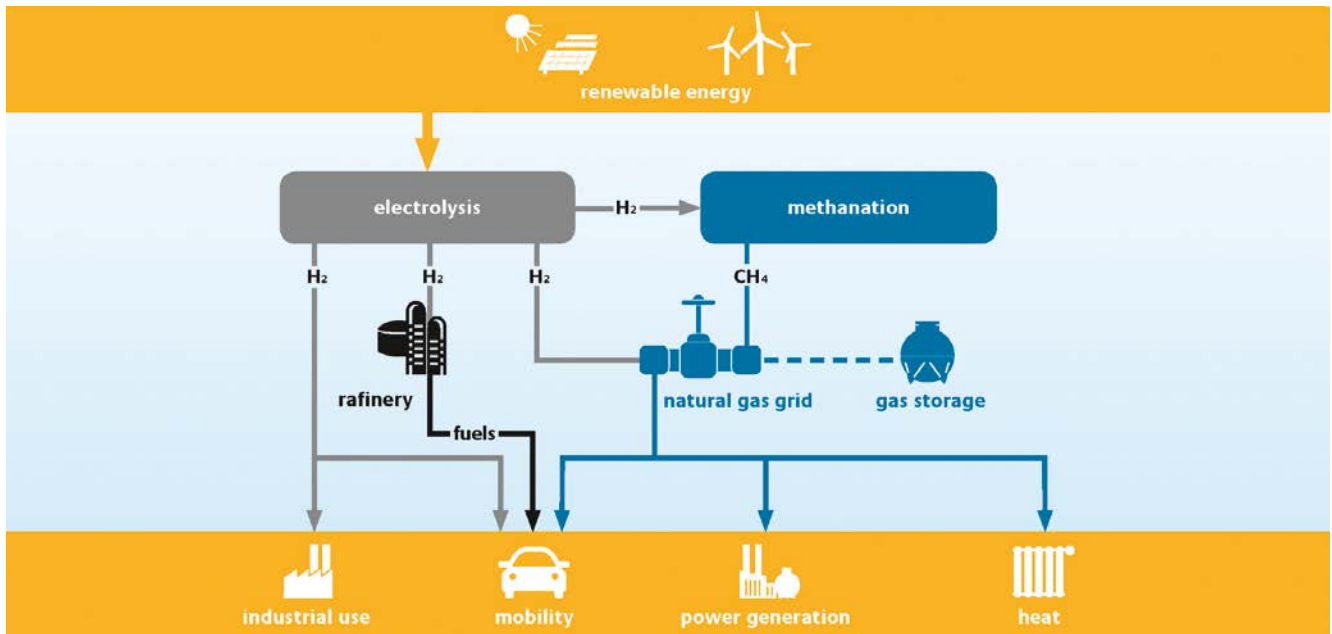 renewable energy
electrolysis
H₂
methanation
H₂
H₂
H₂
CH₄
rafinery
natural gas grid
gas storage
fuels
industrial use
mobility
power generation
heat